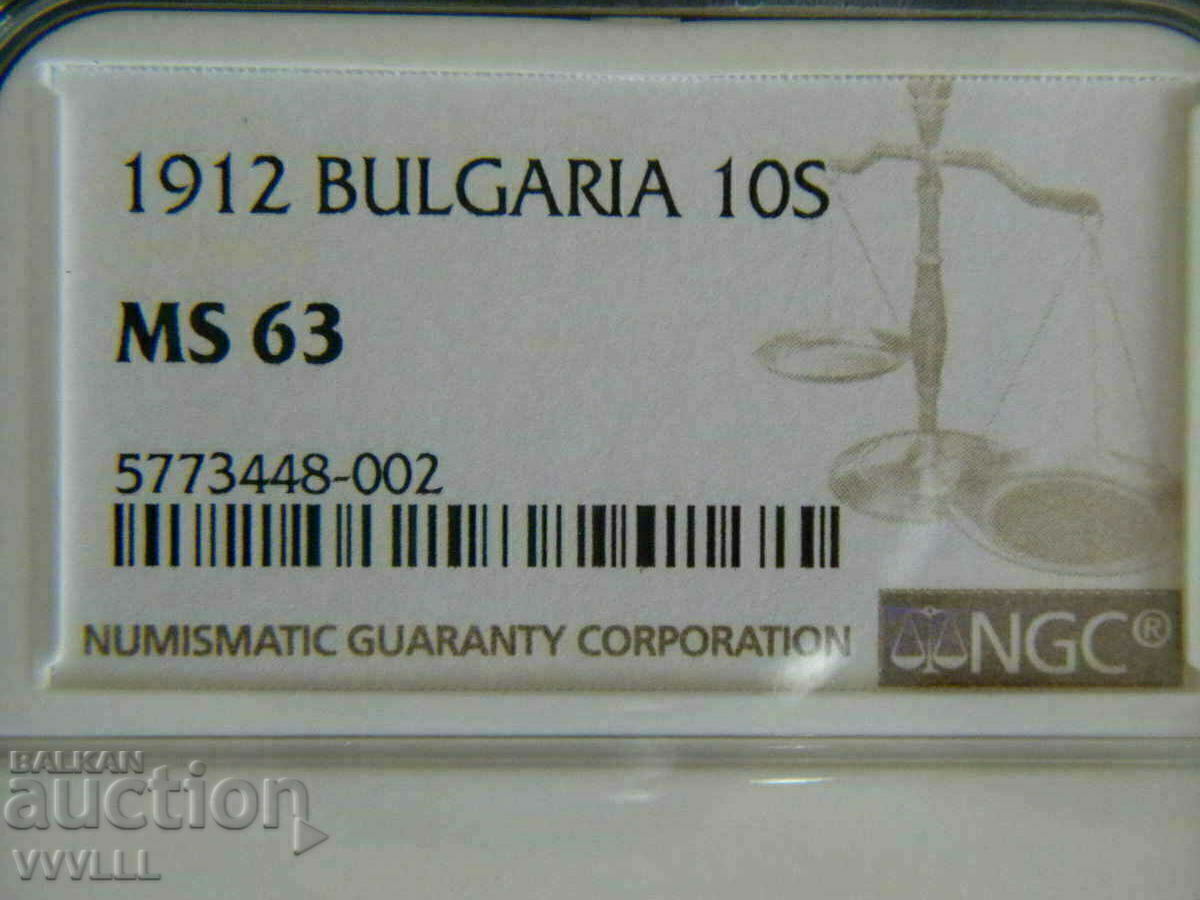 1912 BULGARIA 10S
MS 63
5773448-002
NUMISMATIC GUARANTY CORPORATION
NGC®
BALKAN
auction
VVVLLL